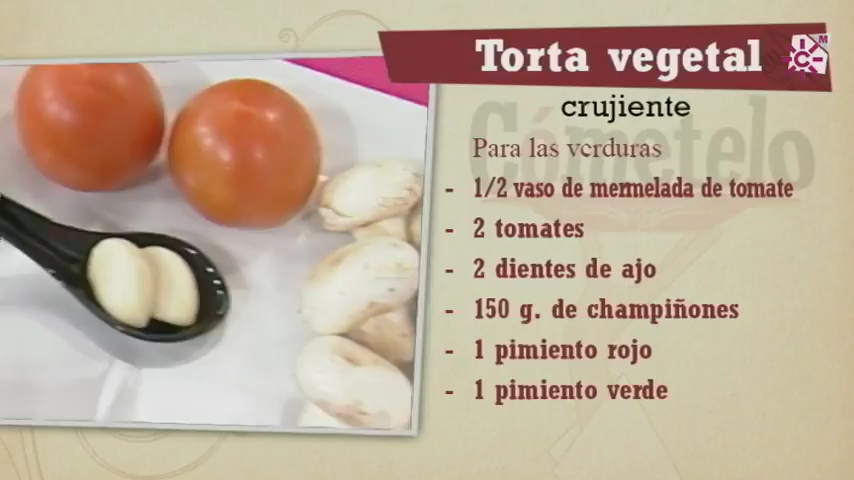 Torta vegetal
crujiente
Cómetelo
Para las verduras
- 1/2 vaso de mermelada de tomate
- 2 tomates
- 2 dientes de ajo
- 150 g. de champiñones
- 1 pimiento rojo
- 1 pimiento verde